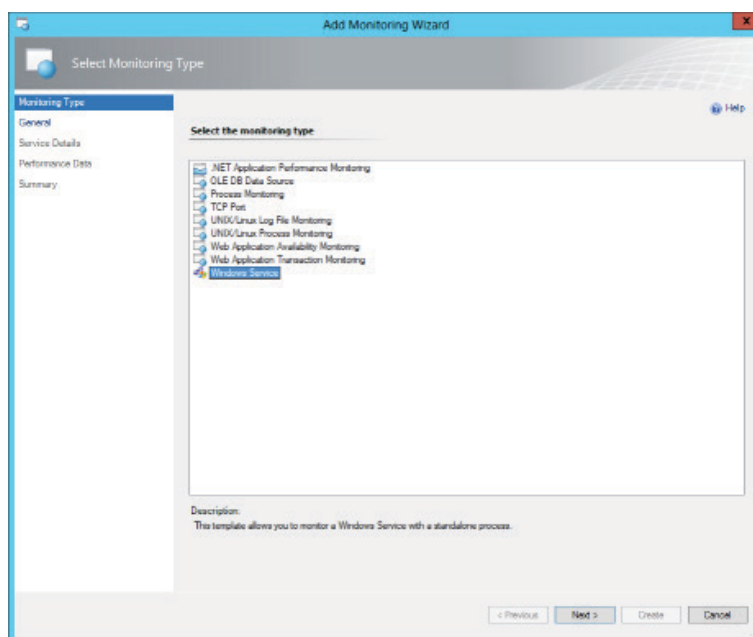 Add Monitoring Wizard
x
Select Monitoring Type
Monitoring Type
General
Service Details
Performance Data
Summary
Help
Select the monitoring type
.NET Application Performance Monitoring
OLE DB Data Source
Process Monitoring
TCP Port
UNIX/Linux Log File Monitoring
UNIX/Linux Process Monitoring
Web Application Availability Monitoring
Web Application Transaction Monitoring
Windows Service
Description:
This template allows you to monitor a Windows Service with a standalone process.
< Previous Next > Create Cancel